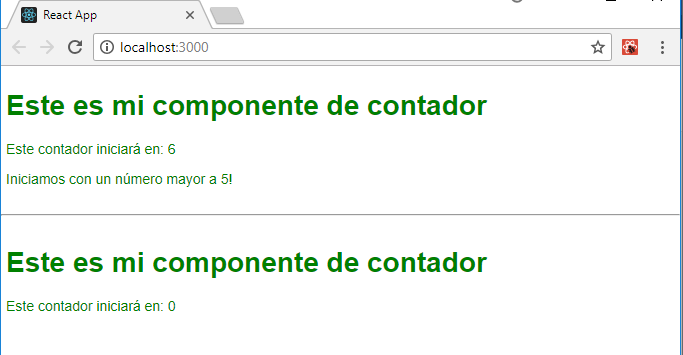 React App
localhost:3000
Este es mi componente de contador
Este contador iniciará en: 6
Iniciamos con un número mayor a 5!
Este es mi componente de contador
Este contador iniciará en: 0